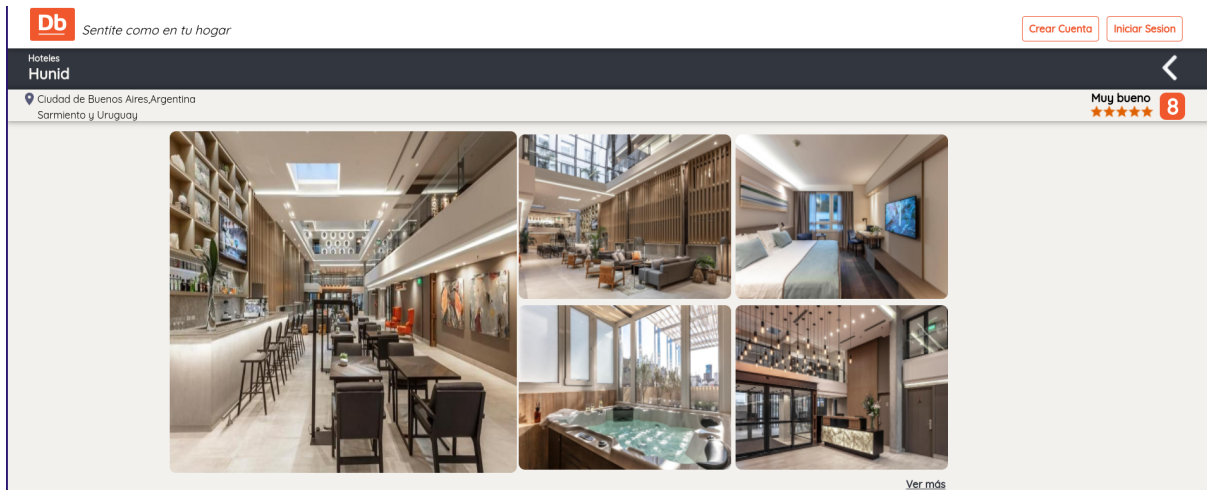 Db
Sentite como en tu hogar
Crear Cuenta
Iniciar Sesion
Hoteles
Hunid
Ciudad de Buenos Aires,Argentina
Sarmiento y Uruguay
Muy bueno
8
Ver más